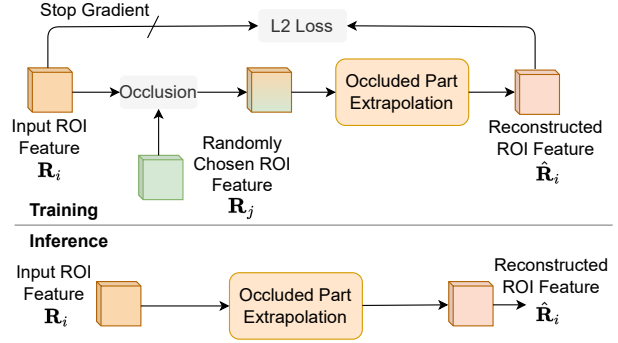 Stop Gradient
L2 Loss
Occlusion
Occluded Part
Extrapolation
Input ROI
Feature
R_i
Randomly
Chosen ROI
Feature
R_j
Reconstructed
ROI Feature
R̂_i
Training
Inference
Input ROI
Feature
R_i
Occluded Part
Extrapolation
Reconstructed
ROI Feature
R̂_i